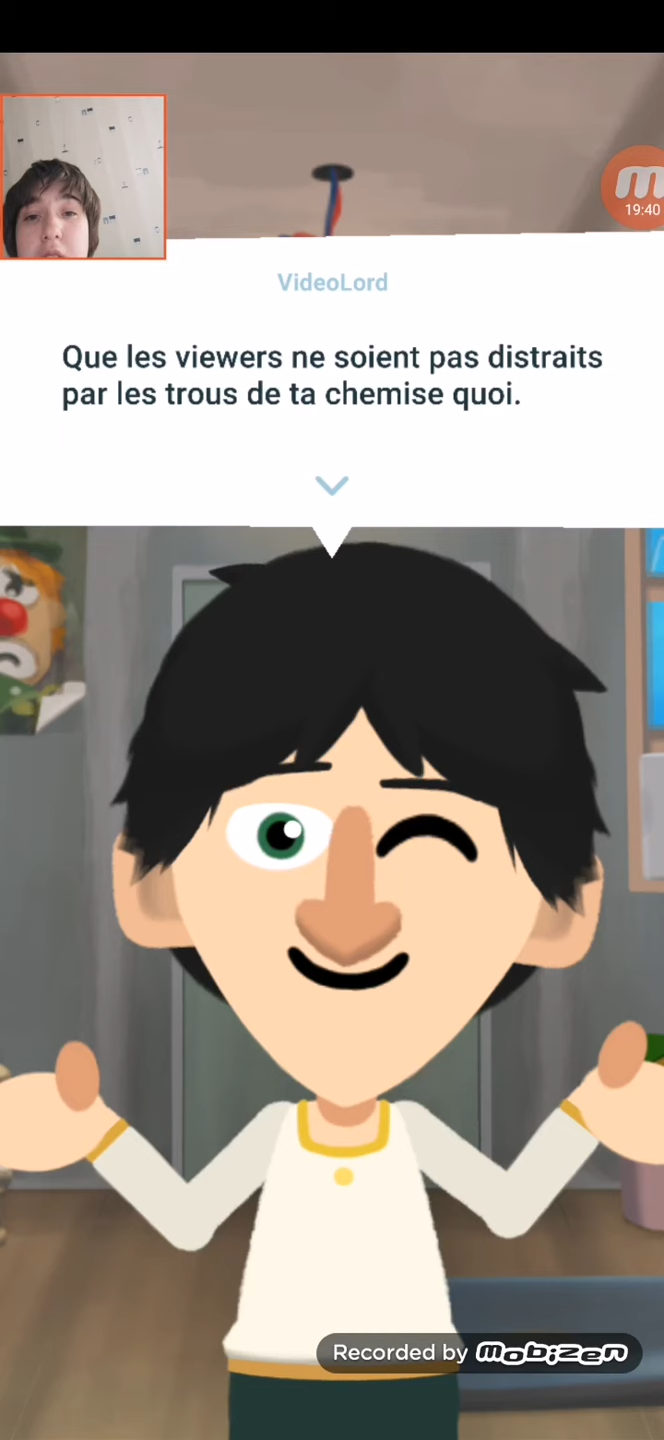 m
19:40
VideoLord
Que les viewers ne soient pas distraits
par les trous de ta chemise quoi.
Recorded by mobizen